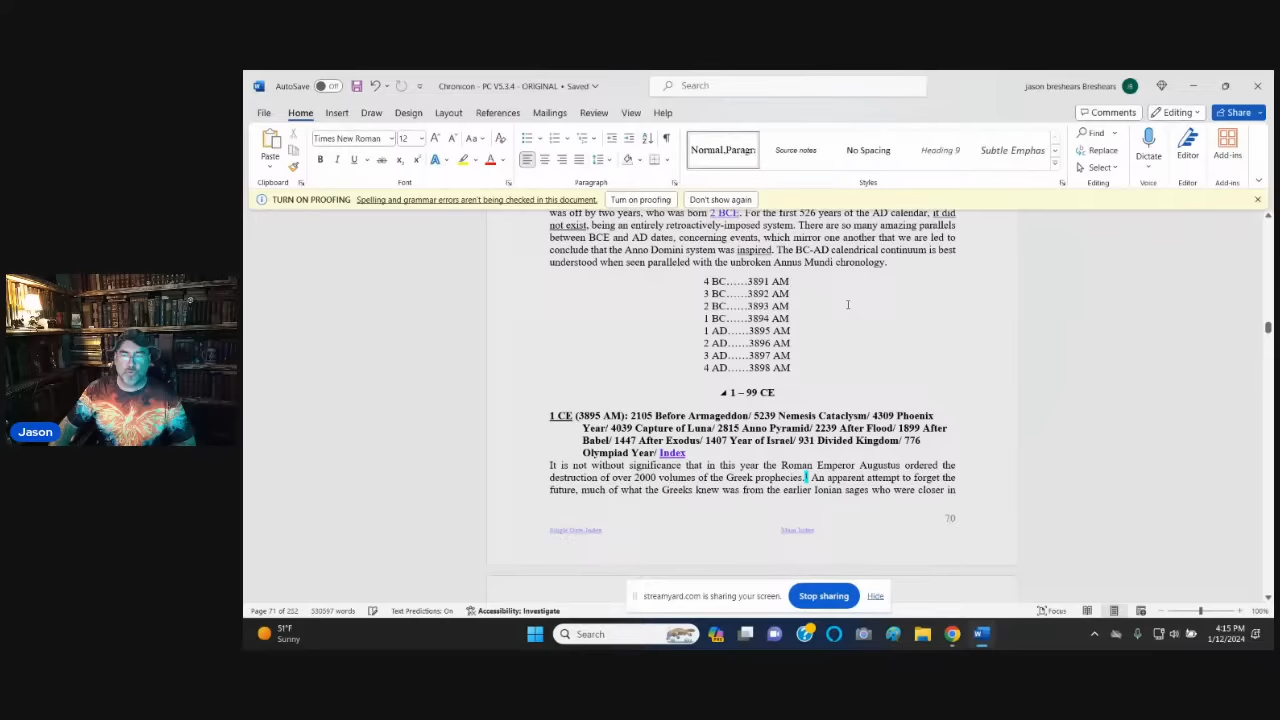 AutoSave Off Chronicon – PC V5.3.4 - ORIGINAL • Saved Search jason breshears Breshears
File Home Insert Draw Design Layout References Mailings Review View Help Comments Editing Share
Times New Roman 12 Aa Normal,Paragr Source notes No Spacing Heading 9 Subtle Emphas Find
Replace
Select
Paste Dictate Editor Add-ins
Clipboard Font Paragraph Styles Editing Voice Editor Add-ins
TURN ON PROOFING Spelling and grammar errors aren't being checked in this document. Turn on proofing Don't show again
was off by two years, who was born 2 BCE. For the first 526 years of the AD calendar, it did
not exist, being an entirely retroactively-imposed system. There are so many amazing parallels
between BCE and AD dates, concerning events, which mirror one another that we are led to
conclude that the Anno Domini system was inspired. The BC-AD calendrical continuum is best
understood when seen paralleled with the unbroken Annus Mundi chronology.
4 BC……3891 AM
3 BC……3892 AM
2 BC……3893 AM
1 BC……3894 AM
1 AD……3895 AM
2 AD……3896 AM
3 AD……3897 AM
4 AD……3898 AM
1 – 99 CE
1 CE (3895 AM): 2105 Before Armageddon/ 5239 Nemesis Cataclysm/ 4309 Phoenix
Year/ 4039 Capture of Luna/ 2815 Anno Pyramid/ 2239 After Flood/ 1899 After
Babel/ 1447 After Exodus/ 1407 Year of Israel/ 931 Divided Kingdom/ 776
Olympiad Year/ Index
It is not without significance that in this year the Roman Emperor Augustus ordered the
destruction of over 2000 volumes of the Greek prophecies.1 An apparent attempt to forget the
future, much of what the Greeks knew was from the earlier Ionian sages who were closer in
70
Single Date Index Main Index
Jason
streamyard.com is sharing your screen. Stop sharing Hide
Page 71 of 252 530597 words Text Predictions: On Accessibility: Investigate Focus 100%
51°F
Sunny
Search
4:15 PM
1/12/2024